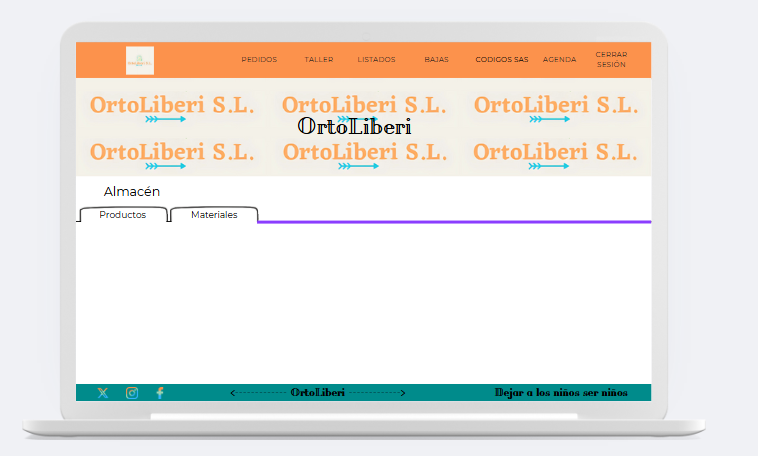 PEDIDOS TALLER LISTADOS BAJAS CODIGOS SAS AGENDA CERRAR SESIÓN
OrtoLiberi S.L. OrtoLiberi S.L. OrtoLiberi S.L.
OrtoLiberi
OrtoLiberi S.L. OrtoLiberi S.L. OrtoLiberi S.L.
Almacén
Productos Materiales
OrtoLiberi Dejar a los niños ser niños